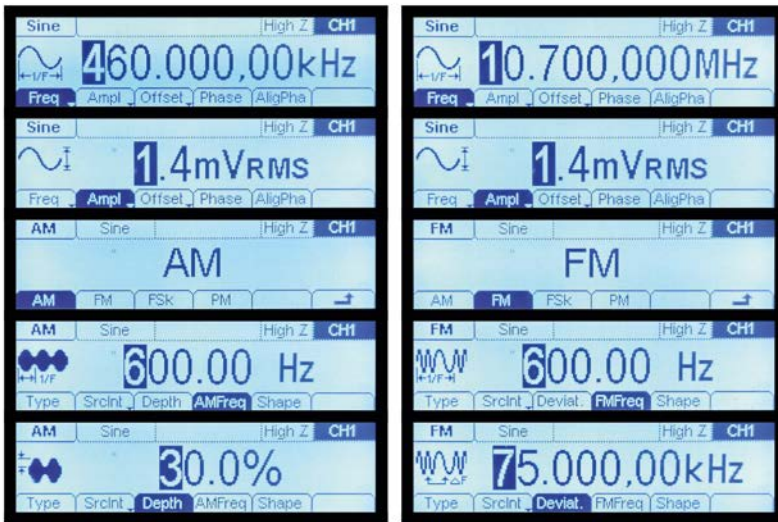 Sine High Z CH1
1/F 460.000,00kHz
Freq Ampl Offset Phase AligPha
Sine High Z CH1
1.4mVRMS
Freq Ampl Offset Phase AligPha
AM Sine High Z CH1
AM
AM FM FSk PM
AM Sine High Z CH1
1/F 600.00 Hz
Type SrcInt Depth AMFreq Shape
AM Sine High Z CH1
30.0%
Type SrcInt Depth AMFreq Shape
Sine High Z CH1
1/F 10.700,000MHz
Freq Ampl Offset Phase AligPha
Sine High Z CH1
1.4mVRMS
Freq Ampl Offset Phase AligPha
FM Sine High Z CH1
FM
AM FM FSk PM
FM Sine High Z CH1
1/F 600.00 Hz
Type SrcInt Deviat. FMFreq Shape
FM Sine High Z CH1
ΔF 75.000,00kHz
Type SrcInt Deviat. FMFreq Shape